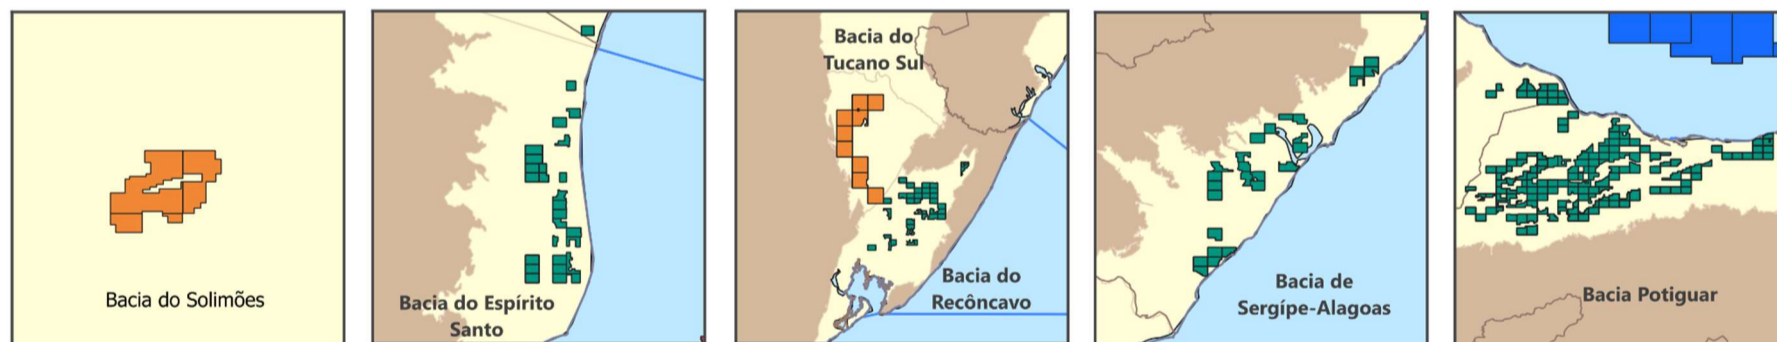 Bacia do Solimões
Bacia do Espírito
Santo
Bacia do
Tucano Sul
Bacia do
Recôncavo
Bacia de
Sergípe-Alagoas
Bacia Potiguar